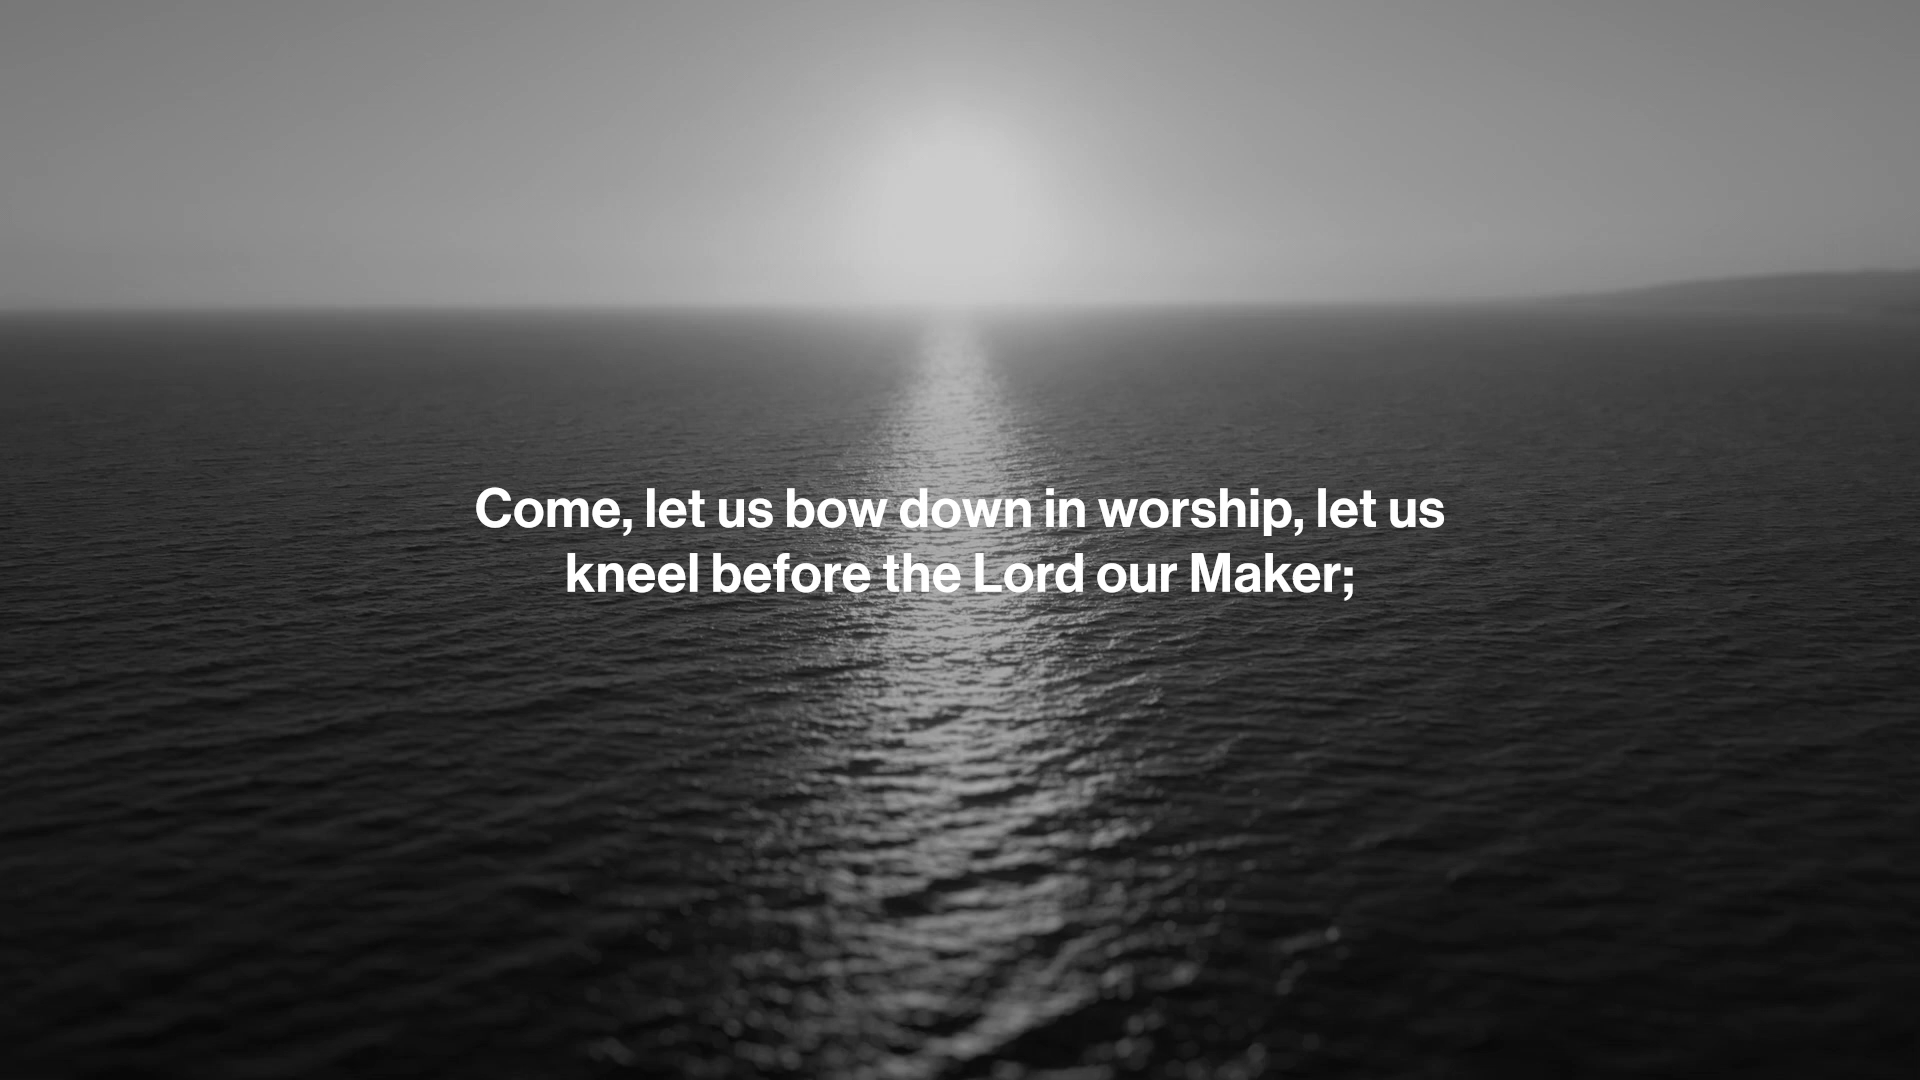 Come, let us bow down in worship, let us
kneel before the Lord our Maker;